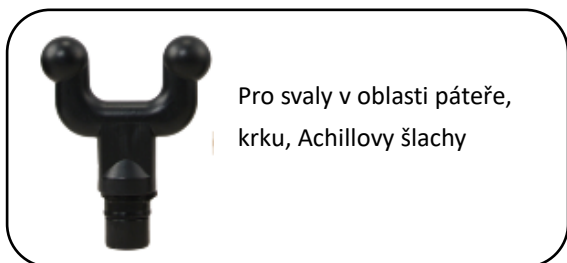 Pro svaly v oblasti páteře,
krku, Achillovy šlachy